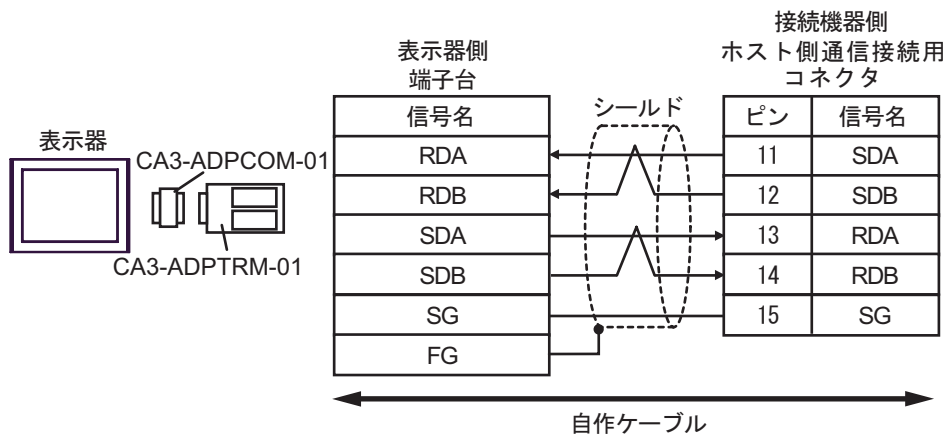 接続機器側
ホスト側通信接続用
コネクタ
表示器側
端子台
シールド
表示器
CA3-ADPCOM-01
CA3-ADPTRM-01
信号名
RDA
RDB
SDA
SDB
SG
FG
ピン 信号名
11 SDA
12 SDB
13 RDA
14 RDB
15 SG
自作ケーブル